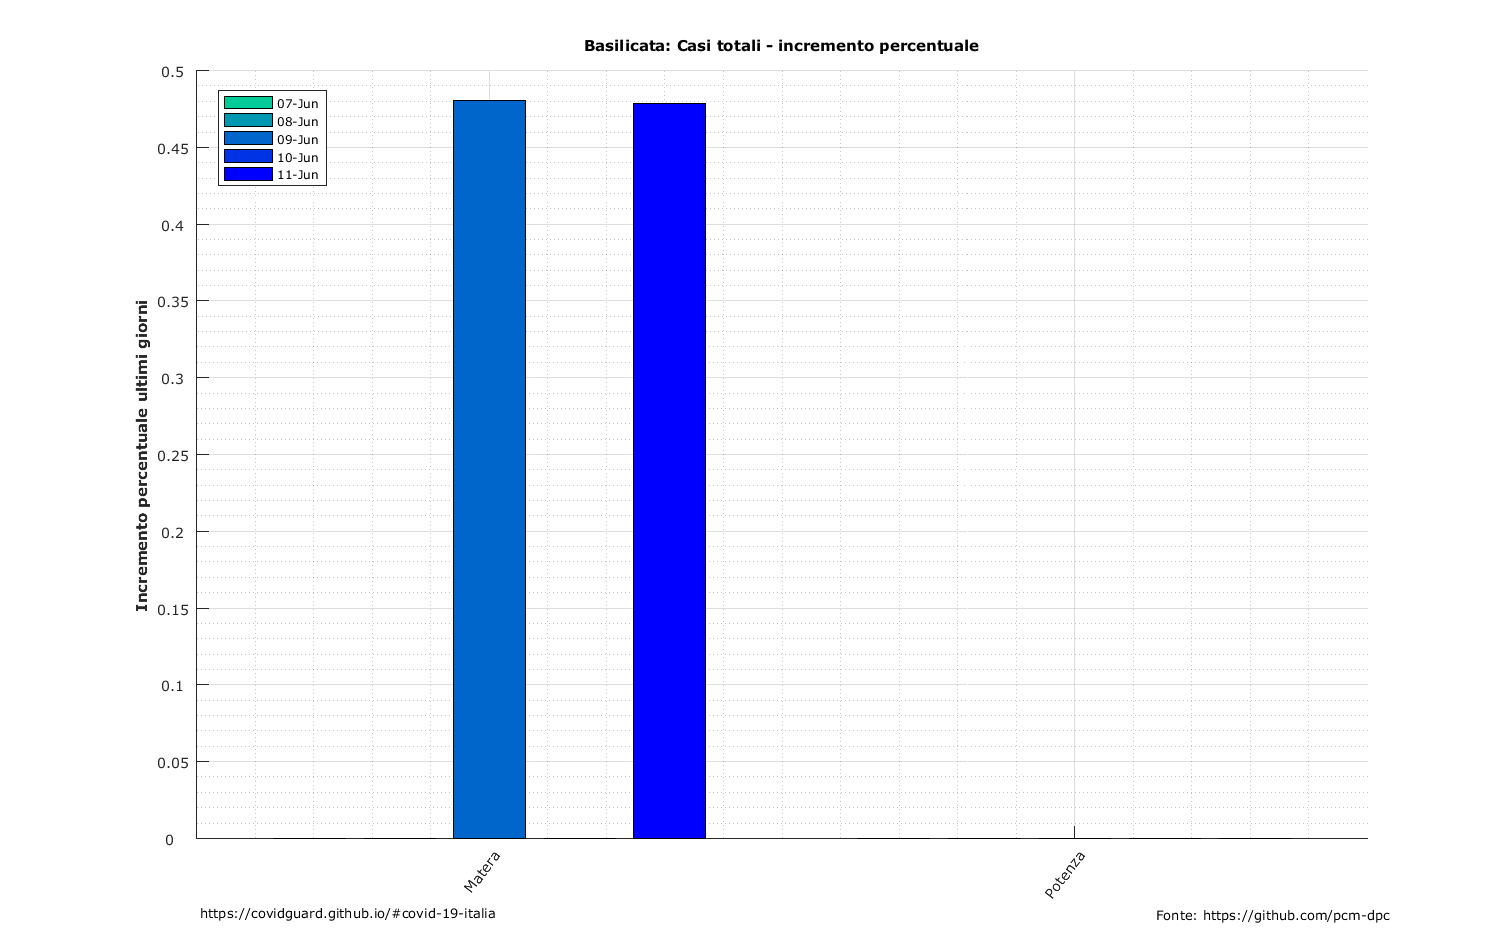 Basilicata: Casi totali - incremento percentuale
0.5
0.45
0.4
0.35
0.3
0.25
0.2
0.15
0.1
0.05
0
Incremento percentuale ultimi giorni
07-Jun
08-Jun
09-Jun
10-Jun
11-Jun
Matera
Potenza
https://covidguard.github.io/#covid-19-italia
Fonte: https://github.com/pcm-dpc